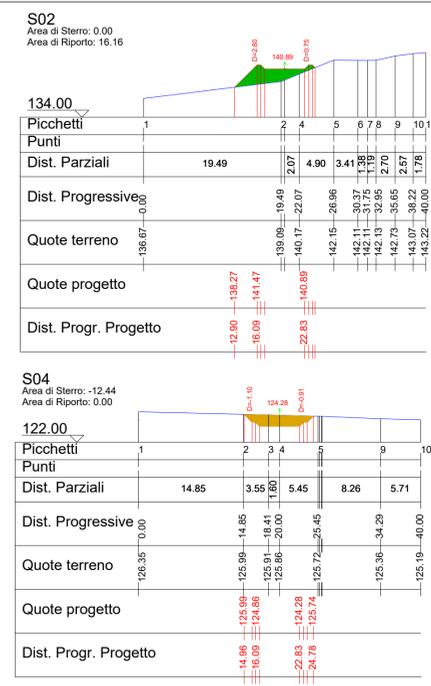 S02
Area di Sterro: 0.00
Area di Riporto: 16.16
D=2.80 140.89 D=0.75
134.00
Picchetti 1 2 4 5 6 7 8 9 10 1
Punti
Dist. Parziali 19.49 2.07 4.90 3.41 1.38 1.19 2.70 2.57 1.78
Dist. Progressive 0.00 19.49 22.07 26.96 30.37 31.75 32.95 35.65 38.22 40.00
Quote terreno 136.67 139.09 140.17 142.15 142.11 142.11 142.13 142.73 143.07 143.22
Quote progetto 138.27 141.47 140.89
Dist. Progr. Progetto 12.90 16.09 22.83
S04
Area di Sterro: -12.44
Area di Riporto: 0.00
D=-1.10 124.28 D=-0.91
122.00
Picchetti 1 2 3 4 5 9 10
Punti
Dist. Parziali 14.85 3.55 1.60 5.45 8.26 5.71
Dist. Progressive 0.00 14.85 18.41 20.00 25.45 34.29 40.00
Quote terreno 126.35 125.99 125.91 125.86 125.72 125.36 125.19
Quote progetto 125.99 124.86 124.28 125.74
Dist. Progr. Progetto 14.96 16.09 22.83 24.78